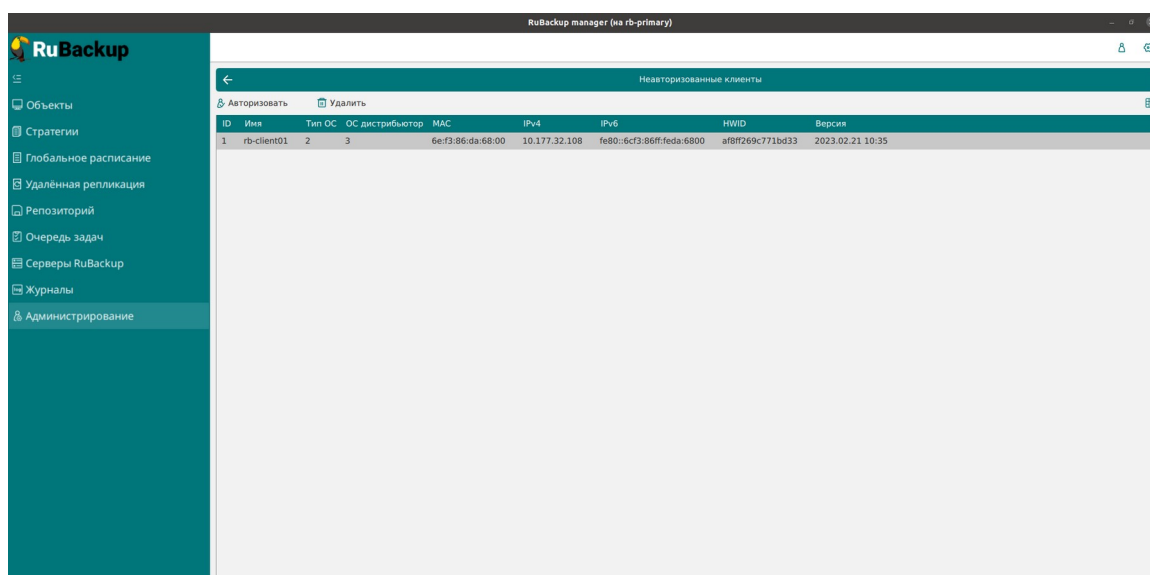 RuBackup manager (на rb-primary)
RuBackup
Неавторизованные клиенты
Объекты
Стратегии
Глобальное расписание
Удалённая репликация
Репозиторий
Очередь задач
Серверы RuBackup
Журналы
Администрирование
Авторизовать Удалить
ID Имя Тип ОС ОС дистрибьютор MAC IPv4 IPv6 HWID Версия
1 rb-client01 2 3 6e:f3:86:da:68:00 10.177.32.108 fe80::6cf3:86ff:feda:6800 af8ff269c771bd33 2023.02.21 10:35